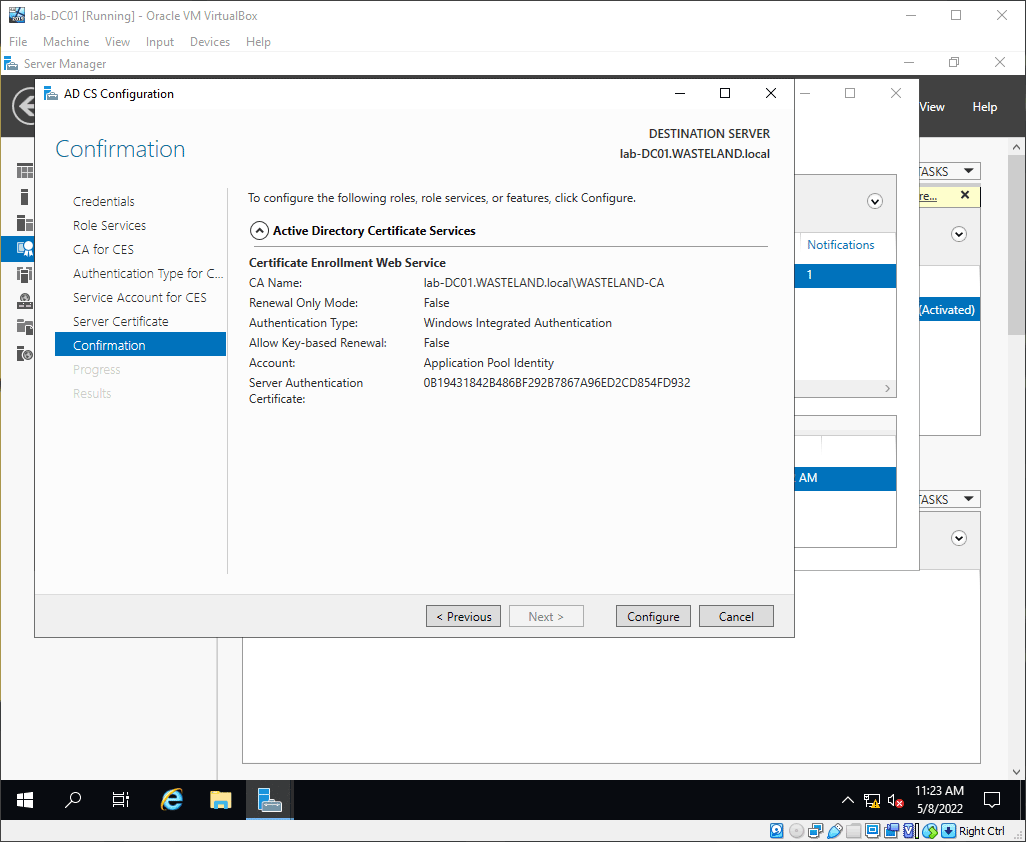 lab-DC01 [Running] - Oracle VM VirtualBox
File Machine View Input Devices Help
Server Manager
AD CS Configuration
View Help
Confirmation
DESTINATION SERVER
lab-DC01.WASTELAND.local
TASKS
re...
Credentials
Role Services
CA for CES
Authentication Type for C...
Service Account for CES
Server Certificate
Confirmation
Progress
Results
To configure the following roles, role services, or features, click Configure.
Active Directory Certificate Services
Certificate Enrollment Web Service
CA Name: lab-DC01.WASTELAND.local\WASTELAND-CA
Renewal Only Mode: False
Authentication Type: Windows Integrated Authentication
Allow Key-based Renewal: False
Account: Application Pool Identity
Server Authentication Certificate: 0B19431842B486BF292B7867A96ED2CD854FD932
Notifications
1
(Activated)
AM
TASKS
< Previous Next > Configure Cancel
11:23 AM
5/8/2022
Right Ctrl